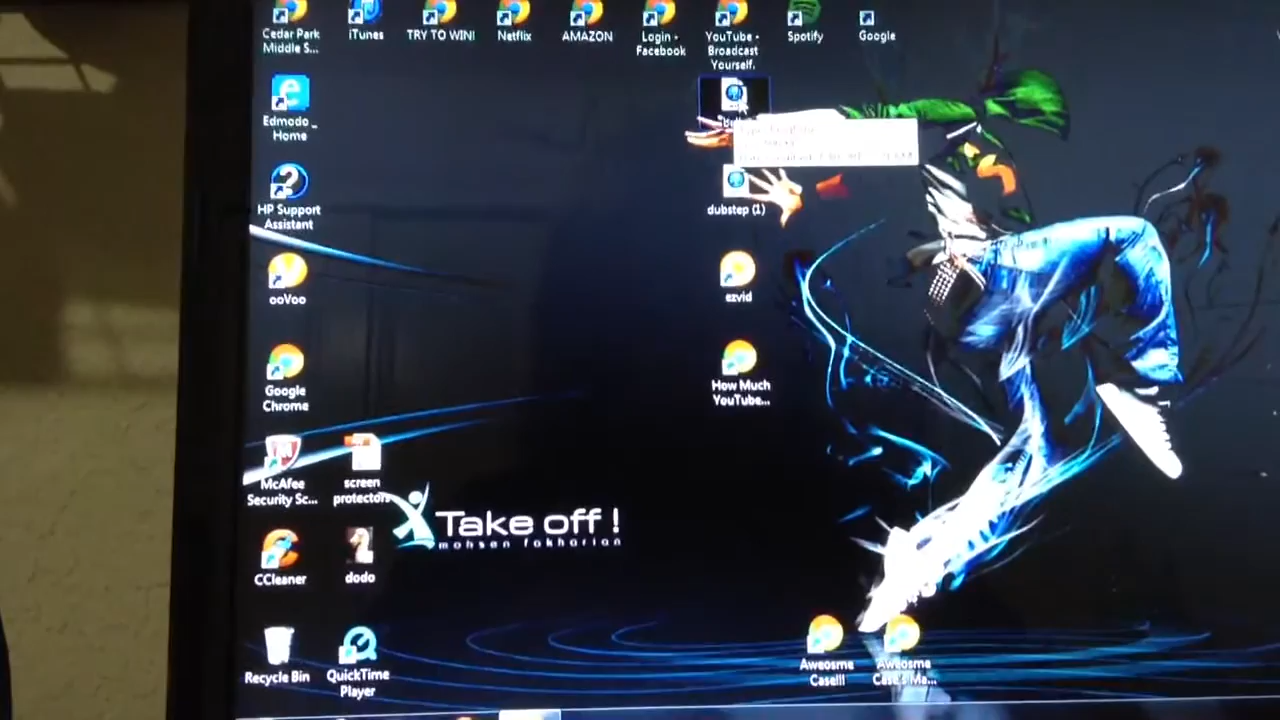 Cedar Park
Middle S...
iTunes
TRY TO WIN!
Netflix
AMAZON
Login -
Facebook
YouTube -
Broadcast
Yourself.
Spotify
Google
Edmodo _
Home
HP Support
Assistant
dubstep (1)
ooVoo
ezvid
Google
Chrome
How Much
YouTube...
McAfee
Security Sc...
screen
protectors
Take off !
mohsen fakharian
CCleaner
dodo
Recycle Bin
QuickTime
Player
Aweosme
Case!!!
Aweosme
Case's Ma...